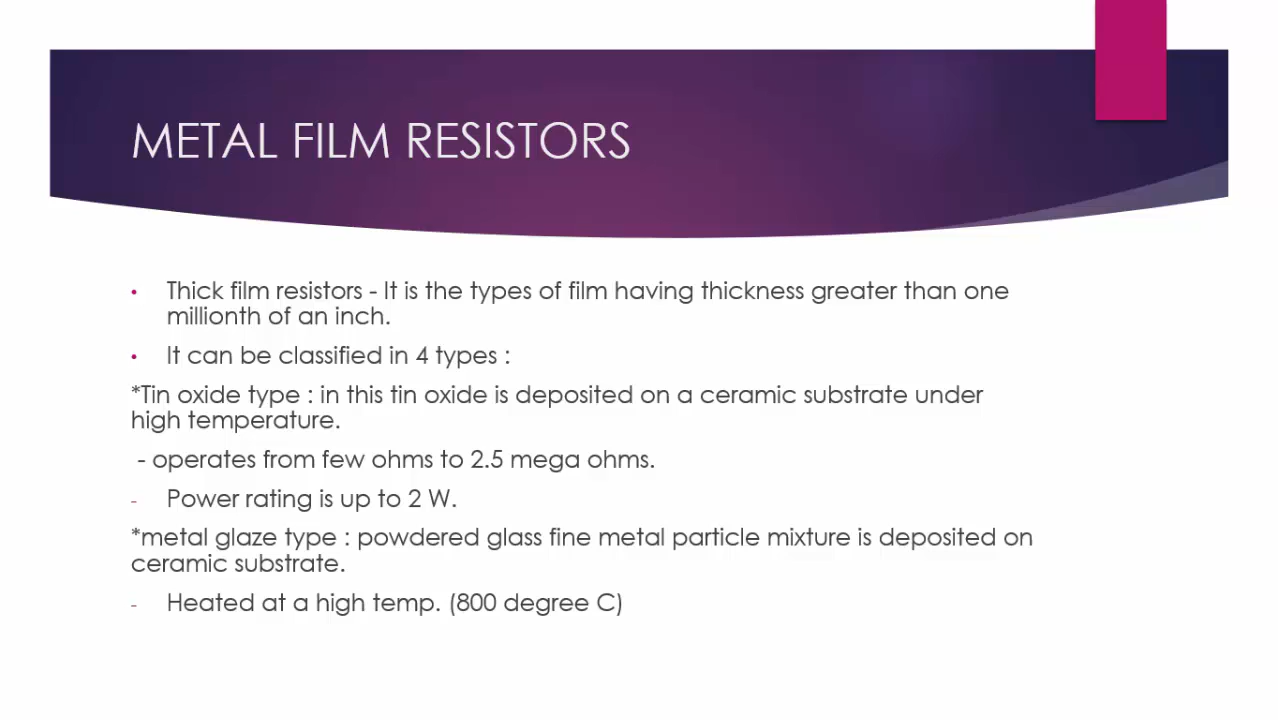 METAL FILM RESISTORS
• Thick film resistors - It is the types of film having thickness greater than one
millionth of an inch.
• It can be classified in 4 types :
*Tin oxide type : in this tin oxide is deposited on a ceramic substrate under
high temperature.
- operates from few ohms to 2.5 mega ohms.
- Power rating is up to 2 W.
*metal glaze type : powdered glass fine metal particle mixture is deposited on
ceramic substrate.
- Heated at a high temp. (800 degree C)